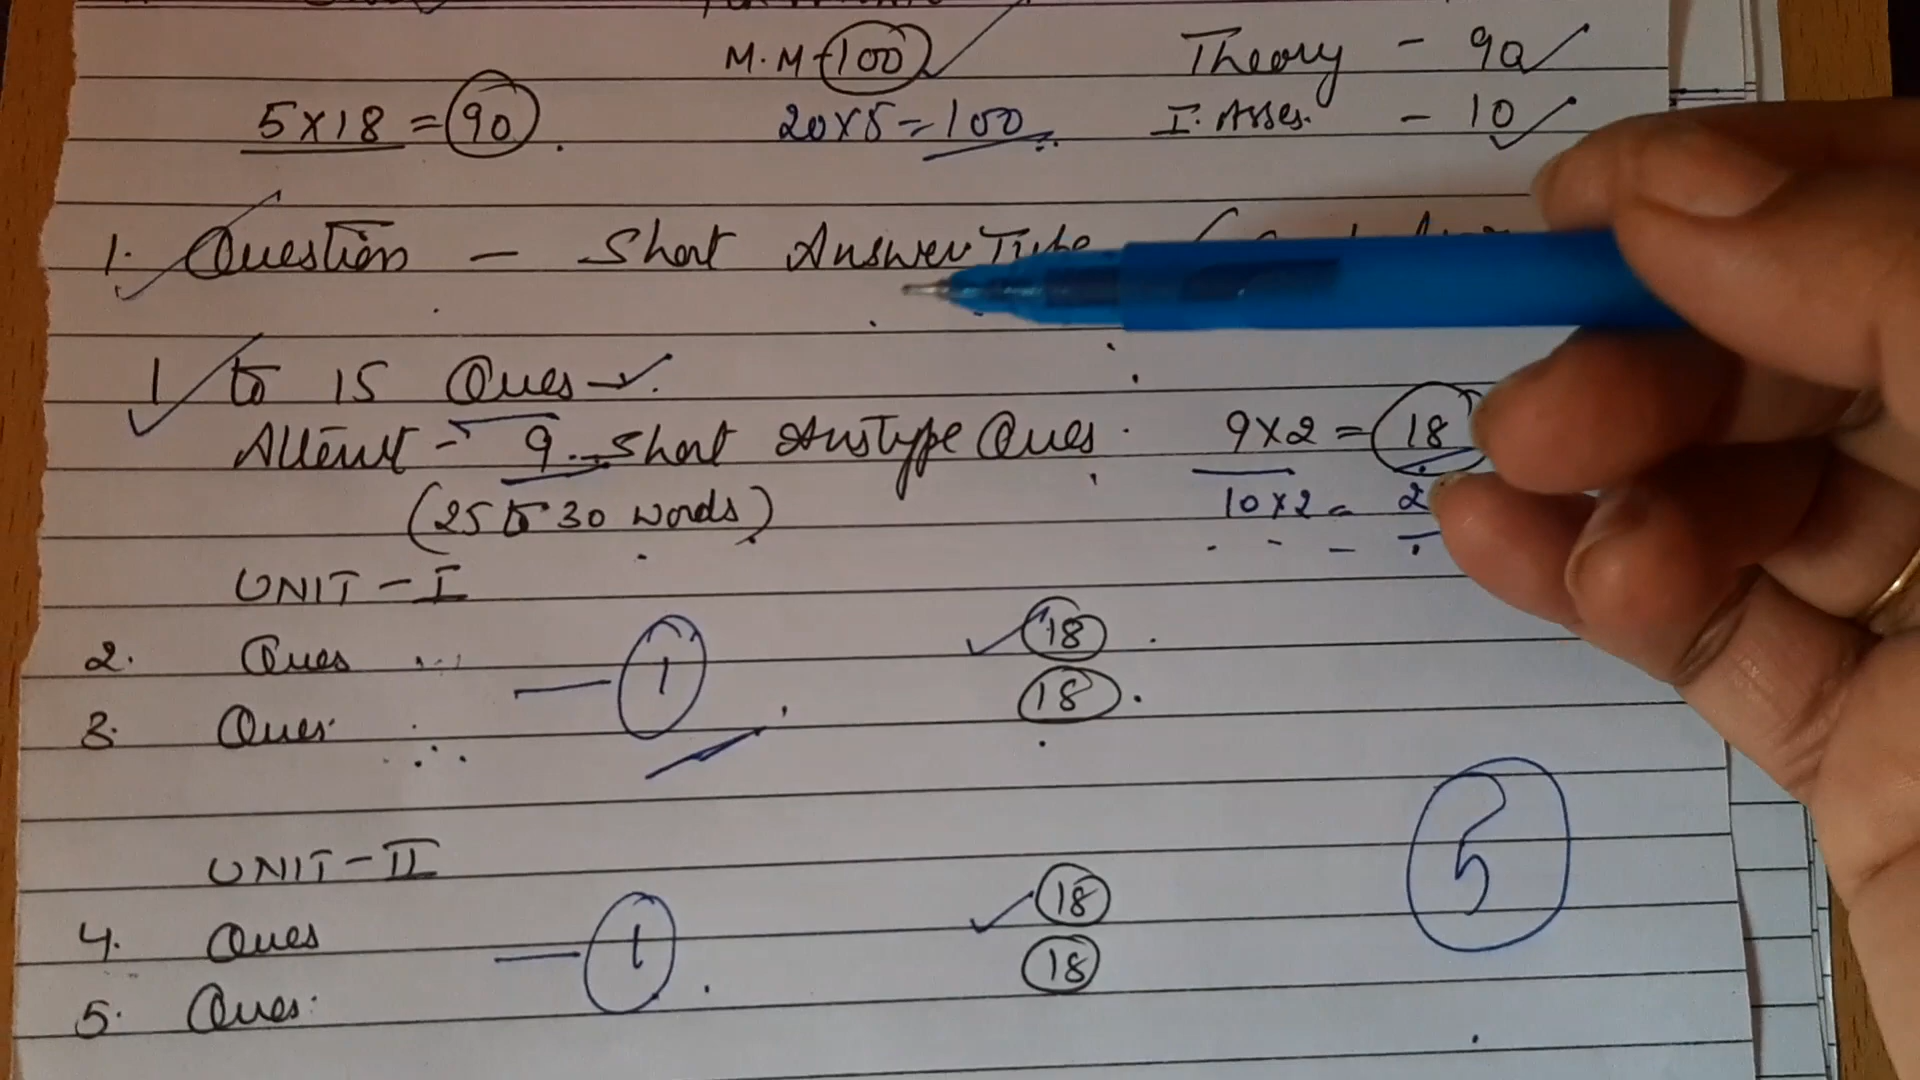 M.M - 100 Theory - 90
5x18 = 90. 20x5 = 100 I. Asses. - 10
1. Question - Short Answer Type
1 to 15 Ques
Attempt - 9 Short Ans type Ques. 9x2 = 18
(25 to 30 words) 10x2 = 2
UNIT - I
2. Ques - 1 18
3. Ques. 18
UNIT - II
5
4. Ques - 1 18
5. Ques. 18